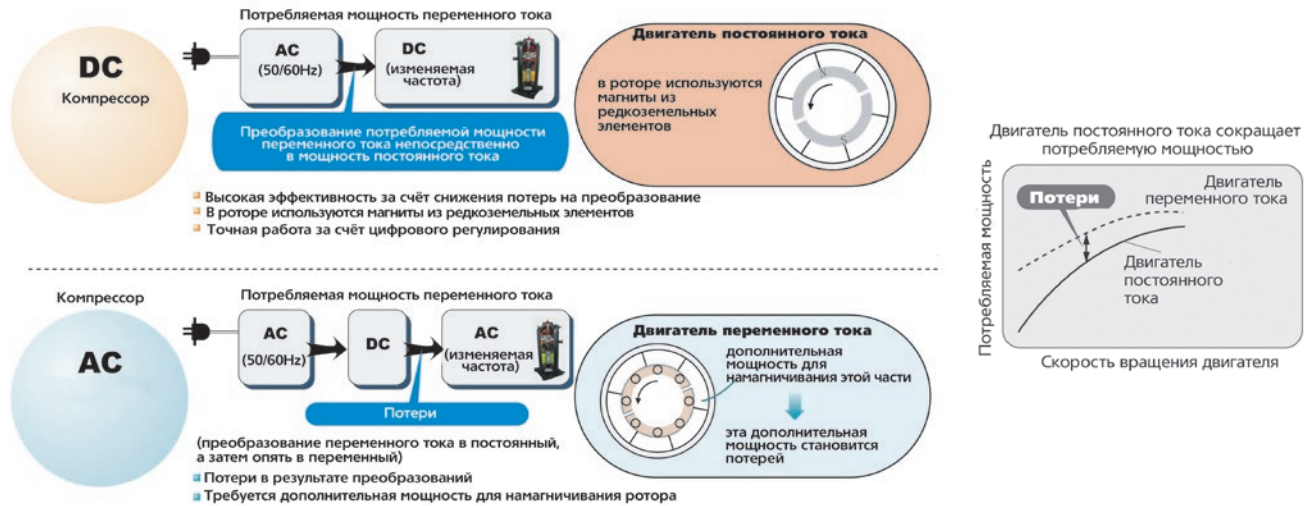 Потребляемая мощность переменного тока
DC
Компрессор
AC
(50/60Hz)
DC
(изменяемая
частота)
Преобразование потребляемой мощности
переменного тока непосредственно
в мощность постоянного тока
Двигатель постоянного тока
в роторе используются
магниты из
редкоземельных
элементов
S
S
Высокая эффективность за счёт снижения потерь на преобразование
В роторе используются магниты из редкоземельных элементов
Точная работа за счёт цифрового регулирования
Двигатель постоянного тока сокращает
потребляемую мощностью
Потребляемая мощность
Потери
Двигатель
переменного тока
Двигатель
постоянного
тока
Скорость вращения двигателя
Компрессор
AC
Потребляемая мощность переменного тока
AC
(50/60Hz)
DC
AC
(изменяемая
частота)
Потери
(преобразование переменного тока в постоянный,
а затем опять в переменный)
Потери в результате преобразований
Требуется дополнительная мощность для намагничивания ротора
Двигатель переменного тока
дополнительная
мощность для
намагничивания этой части
эта дополнительная
мощность становится
потерей